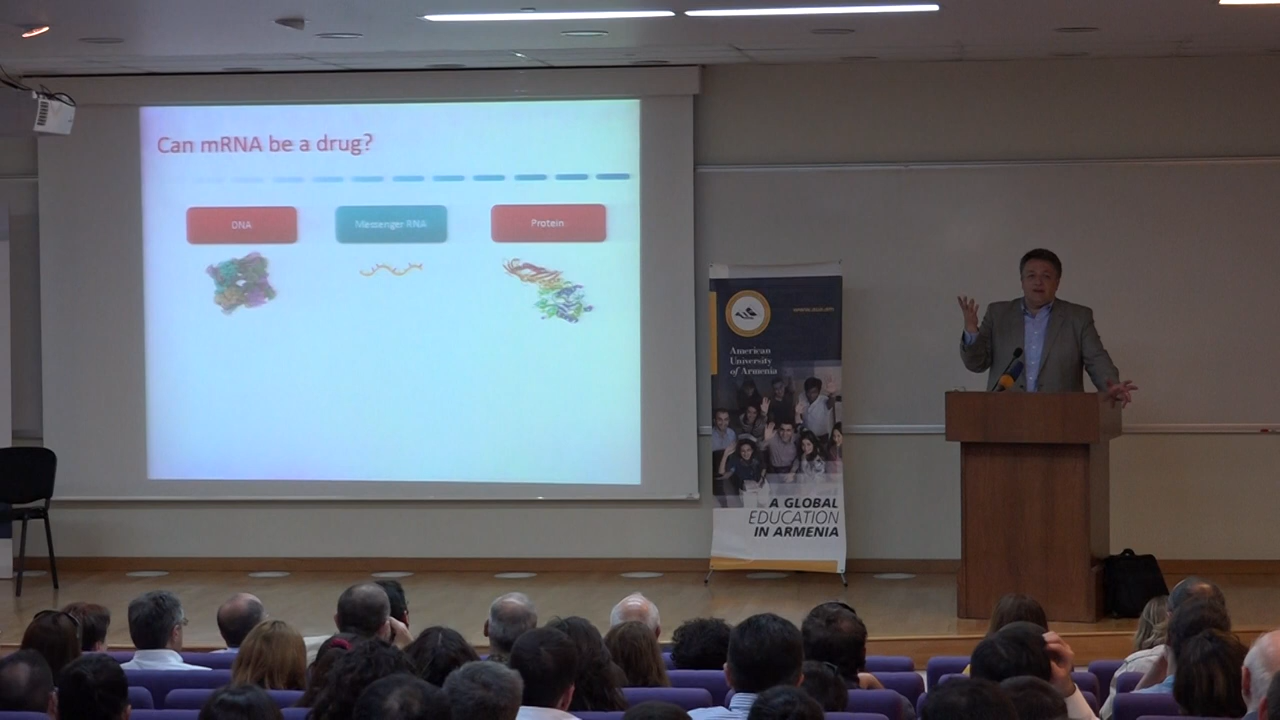 Can mRNA be a drug?
DNA
Messenger RNA
Protein
American
University
of Armenia
A GLOBAL
EDUCATION
IN ARMENIA